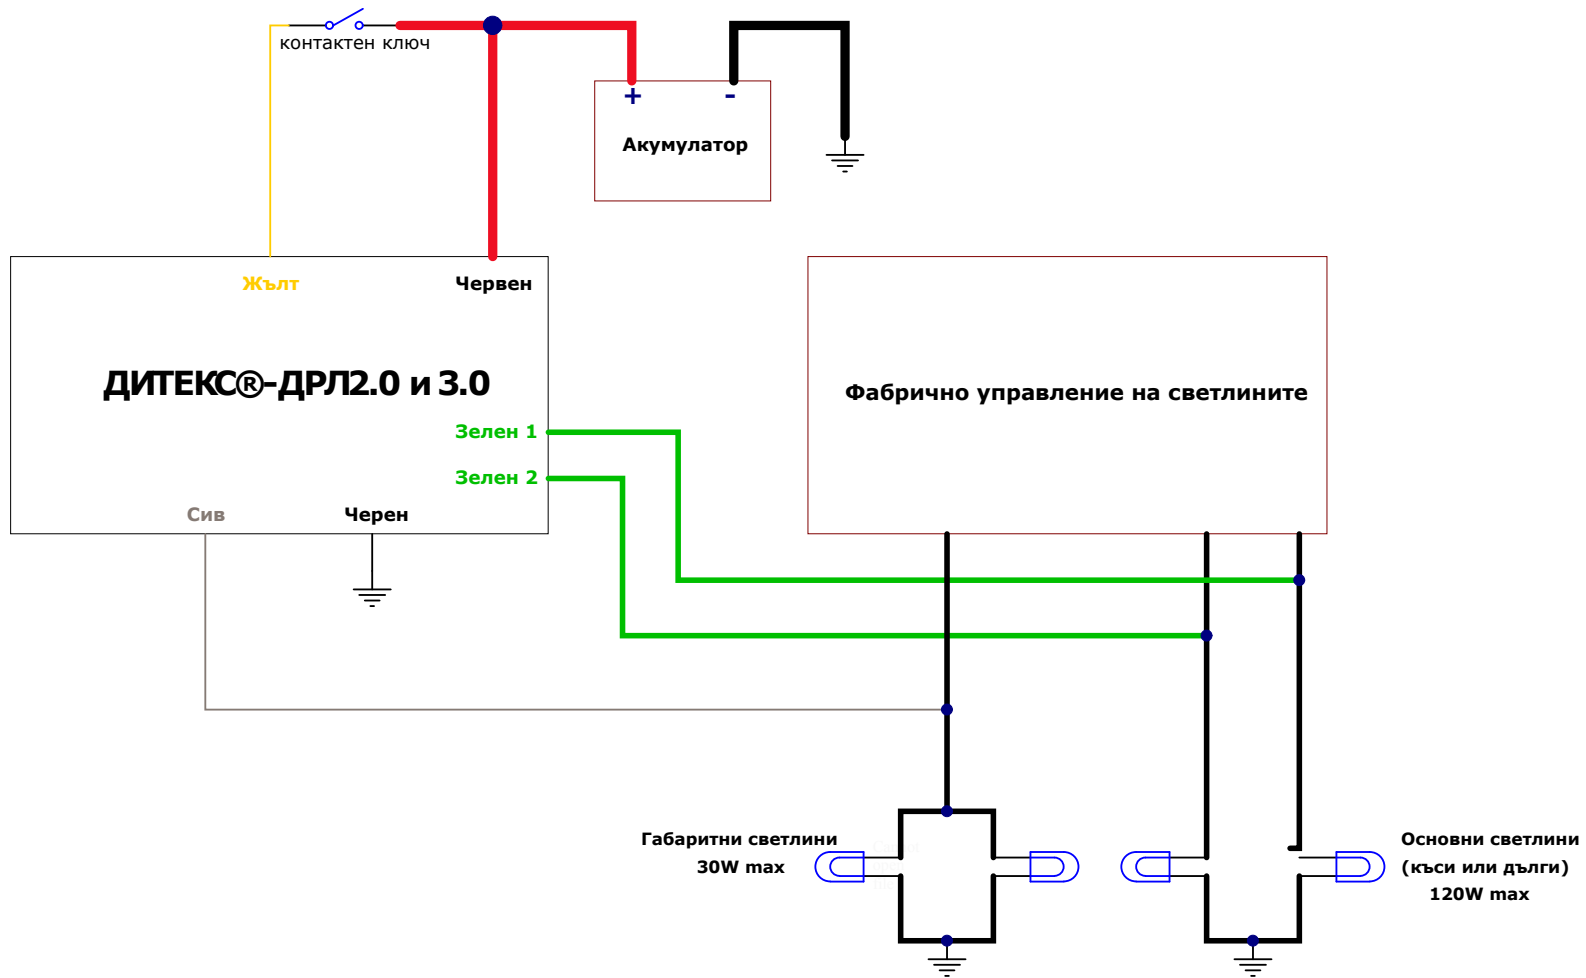 контактен ключ
+ -
Акумулатор
Жълт
Червен
ДИТЕКС®-ДРЛ2.0 и 3.0
Фабрично управление на светлините
Зелен 1
Зелен 2
Сив
Черен
Габаритни светлини
30W max
Основни светлини
(къси или дълги)
120W max